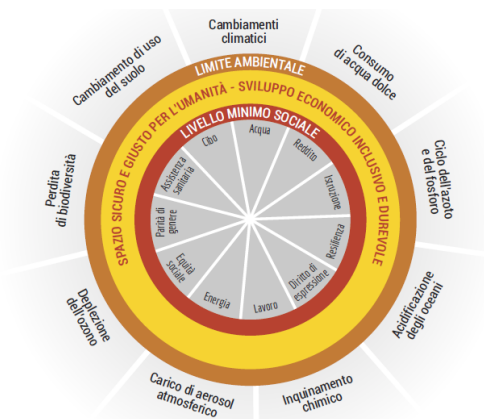 Cambiamenti
climatici
Consumo
di acqua dolce
Ciclo dell'azoto
e del fosforo
Acidificazione
degli oceani
Inquinamento
chimico
Carico di aerosol
atmosferico
Deplezione
dell'ozono
Perdita
di biodiversità
Cambiamento di uso
del suolo
LIMITE AMBIENTALE
SPAZIO SICURO E GIUSTO PER L'UMANITÀ - SVILUPPO ECONOMICO INCLUSIVO E DUREVOLE
LIVELLO MINIMO SOCIALE
Acqua
Reddito
Istruzione
Resilienza
Diritto di
espressione
Lavoro
Energia
Equità
sociale
Parità di
genere
Assistenza
sanitaria
Cibo